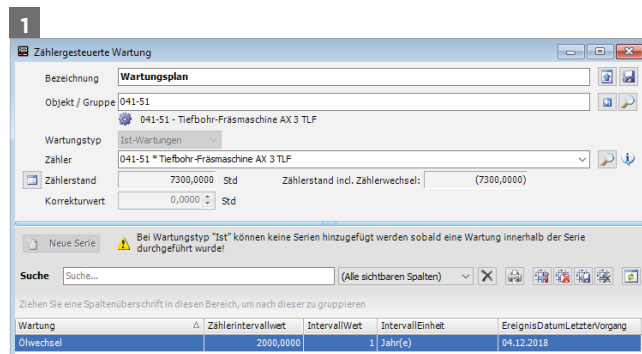 1
Zählergesteuerte Wartung
Bezeichnung Wartungsplan
Objekt / Gruppe 041-51
041-51 - Tiefbohr-Fräsmaschine AX 3 TLF
Wartungstyp Ist-Wartungen
Zähler 041-51 * Tiefbohr-Fräsmaschine AX 3 TLF
Zählerstand 7300,0000 Std Zählerstand incl. Zählerwechsel: (7300,0000)
Korrekturwert 0,0000 Std
Neue Serie Bei Wartungstyp "Ist" können keine Serien hinzugefügt werden sobald eine Wartung innerhalb der Serie
durchgeführt wurde!
Suche Suche... (Alle sichtbaren Spalten)
Ziehen Sie eine Spaltenüberschrift in diesen Bereich, um nach dieser zu gruppieren
Wartung Zählerintervallwert IntervallWert IntervallEinheit EreignisDatumLetzterVorgang
Ölwechsel 2000,0000 1 Jahr(e) 04.12.2018